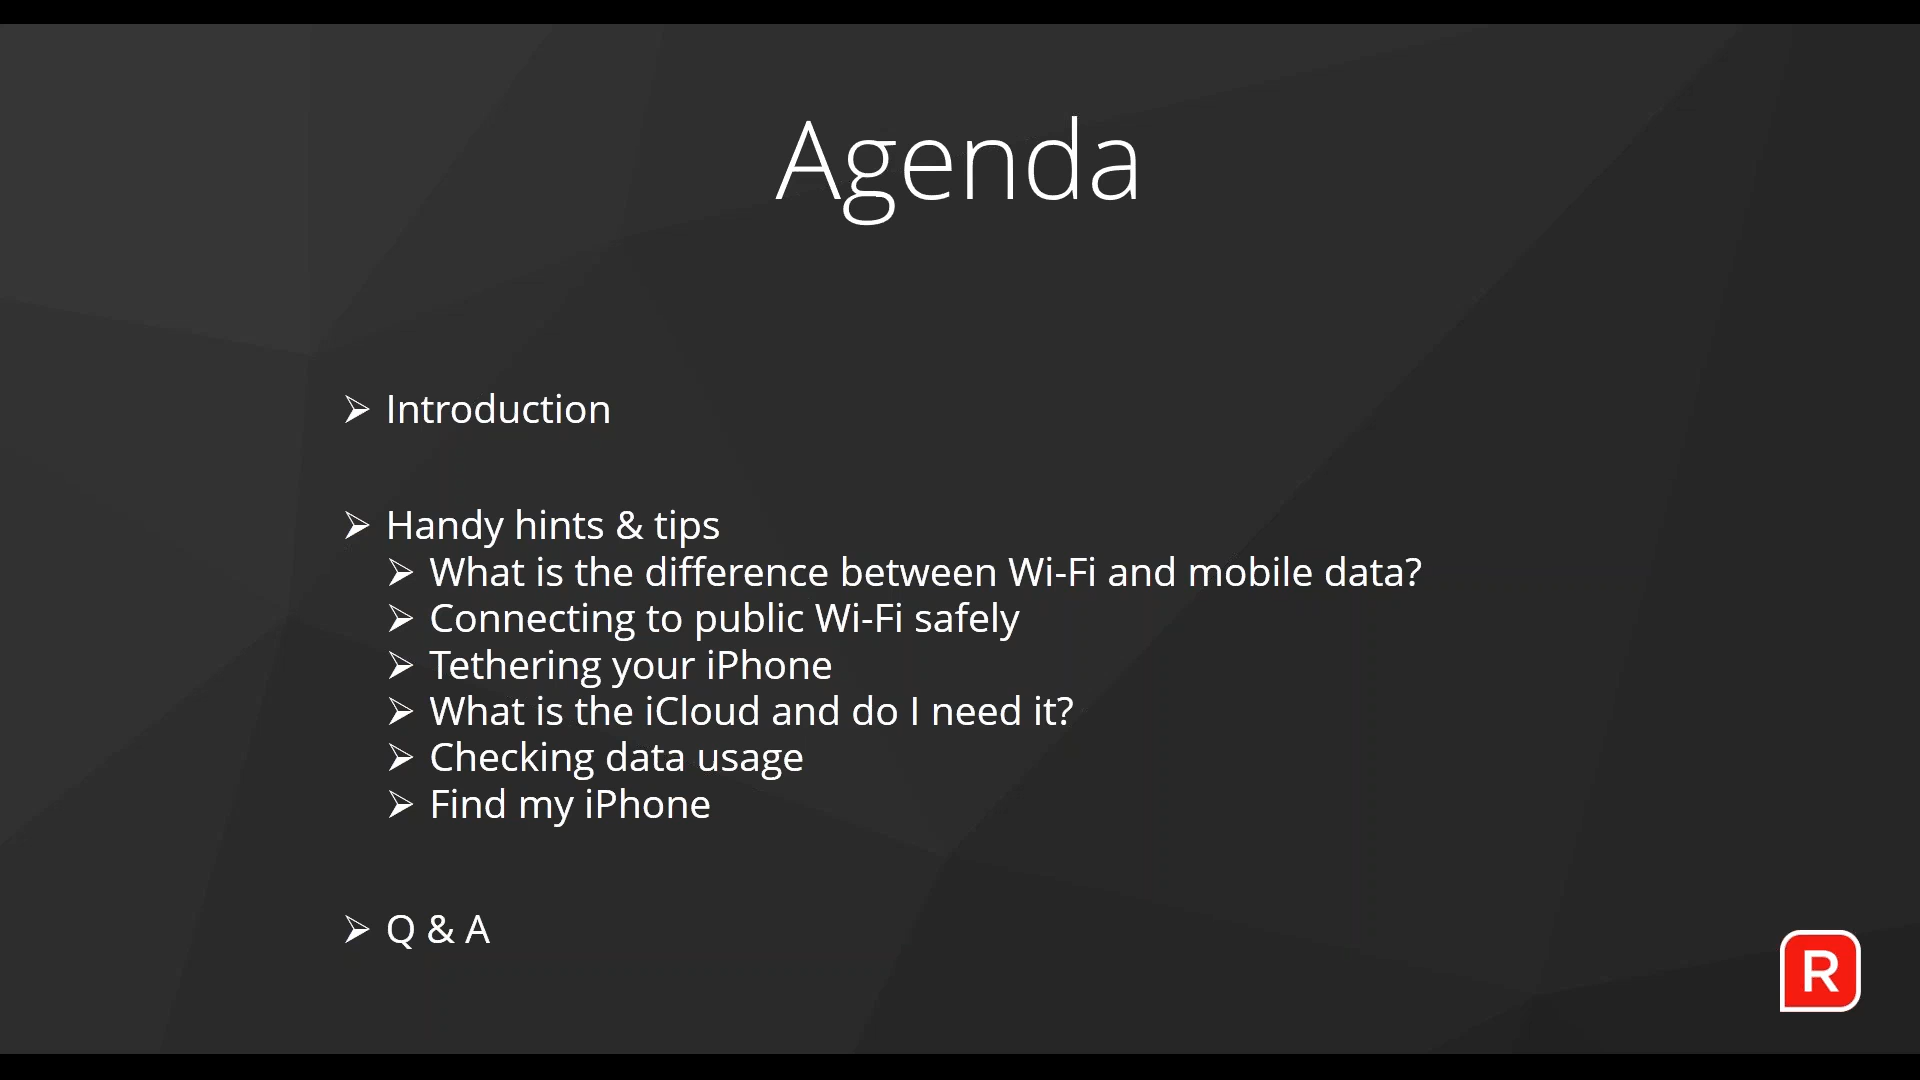 Agenda
➢ Introduction
➢ Handy hints & tips
➢ What is the difference between Wi-Fi and mobile data?
➢ Connecting to public Wi-Fi safely
➢ Tethering your iPhone
➢ What is the iCloud and do I need it?
➢ Checking data usage
➢ Find my iPhone
➢ Q & A
R